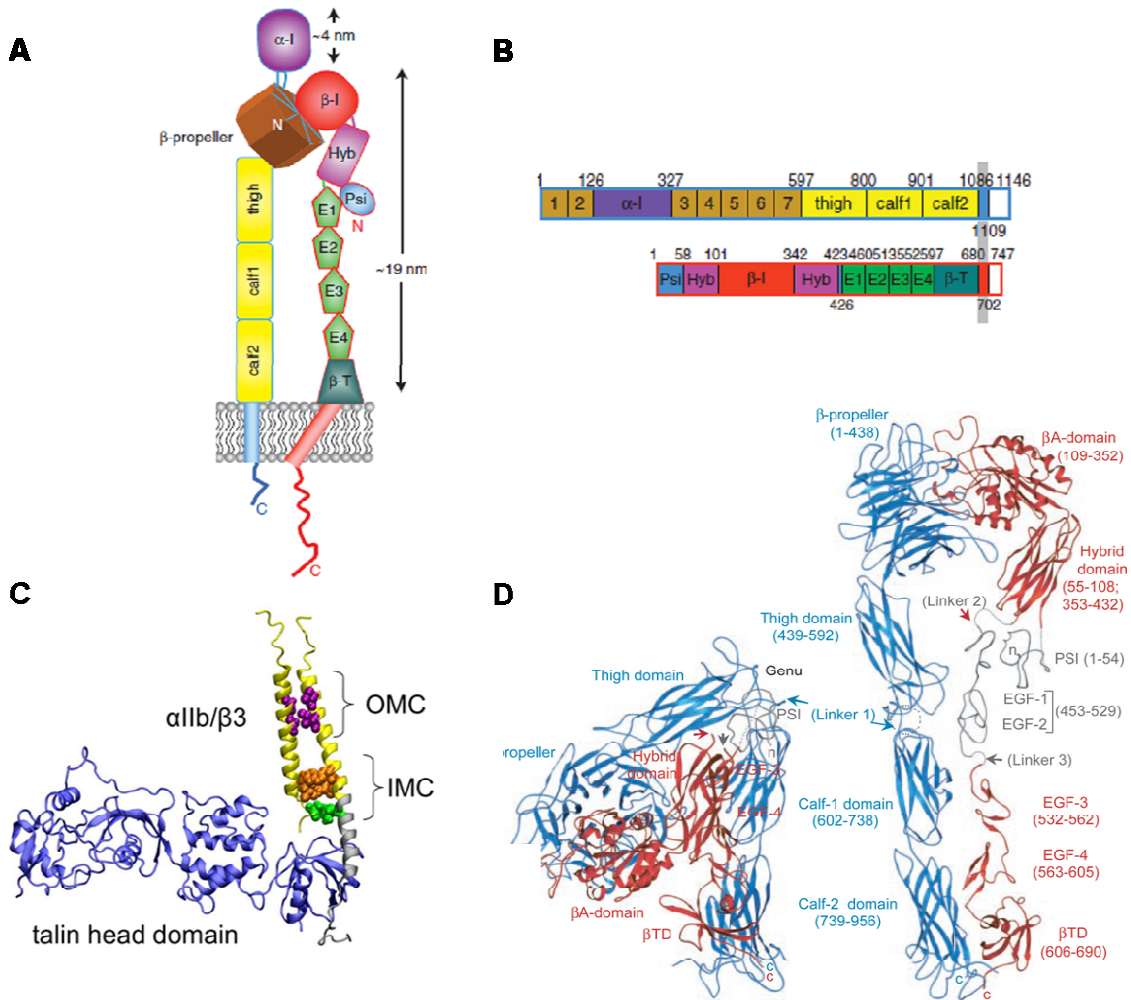 A
α-I
~4 nm
β-I
N
β-propeller
Hyb
thigh
Psi
E1
N
E2
calf1
~19 nm
E3
calf2
E4
β-T
C
C
B
1 126 327 597 800 901 1086 1146
1 2 α-I 3 4 5 6 7 thigh calf1 calf2
1109
1 58 101 342 423460513552597 680 747
Psi Hyb β-I Hyb E1 E2 E3 E4 β-T
426 702
C
αIIb/β3
OMC
IMC
talin head domain
D
β-propeller
(1-438)
βA-domain
(109-352)
Hybrid
domain
(55-108;
353-432)
(Linker 2)
Thigh domain
(439-592)
n
PSI (1-54)
EGF-1
EGF-2
(453-529)
(Linker 1)
(Linker 3)
Calf-1 domain
(602-738)
EGF-3
(532-562)
EGF-4
(563-605)
Calf-2 domain
(739-956)
βTD
(606-690)
C
C
Thigh domain
Genu
PSI
n
ropeller
Hybrid
domain
EGF-3
EGF-4
βA-domain
βTD
C
C